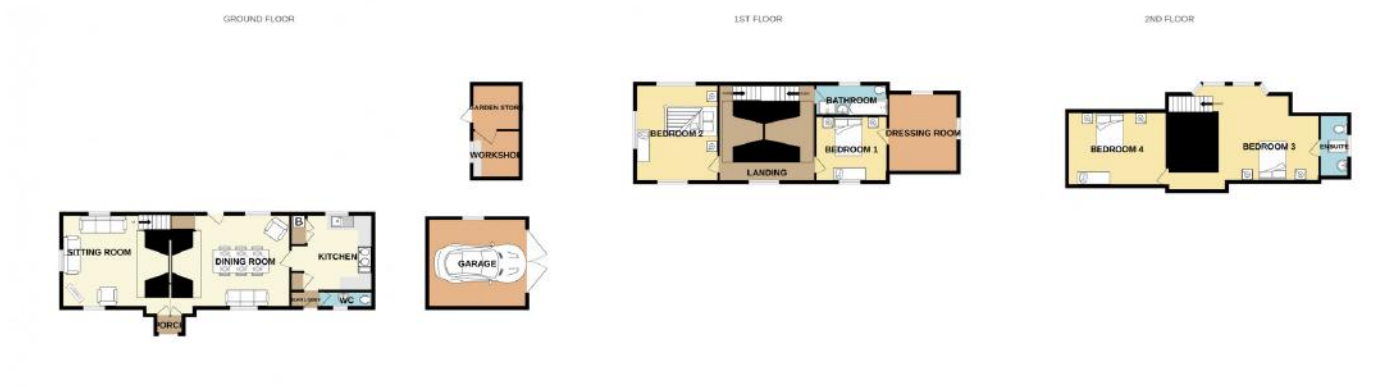 GROUND FLOOR
1ST FLOOR
2ND FLOOR
GARDEN STORE
WORKSHOP
SITTING ROOM
DINING ROOM
B
KITCHEN
WC
PORCH
GARAGE
BEDROOM 2
LANDING
BATHROOM
BEDROOM 1
DRESSING ROOM
BEDROOM 4
BEDROOM 3
ENSUITE